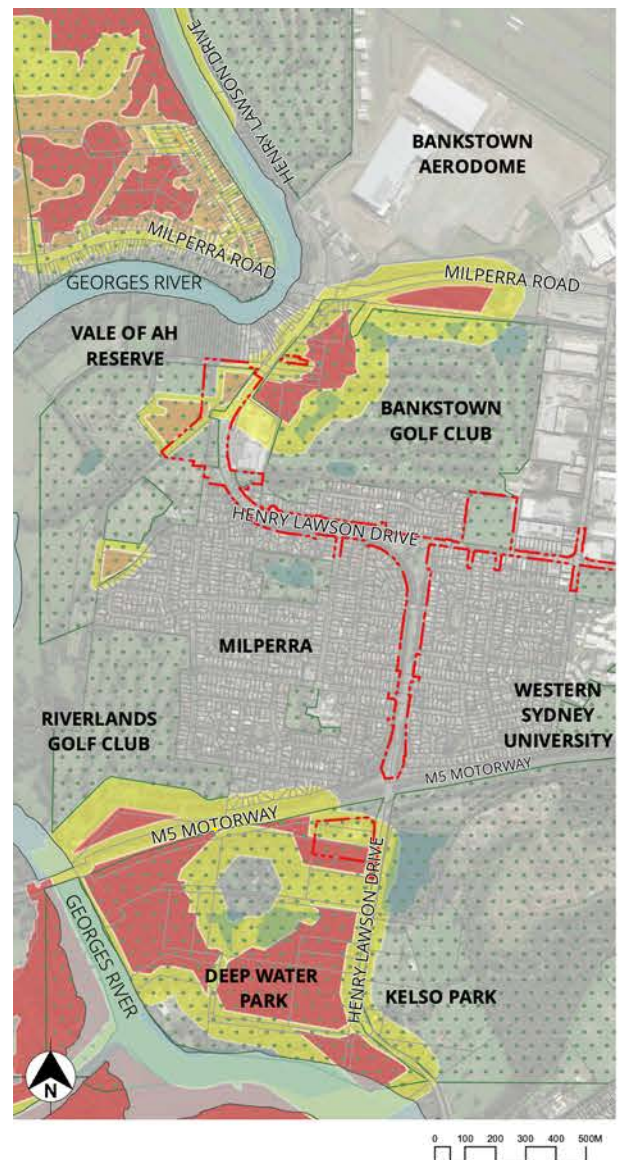 HENRY LAWSON DRIVE
BANKSTOWN
AERODOME
MILPERRA ROAD
MILPERRA ROAD
GEORGES RIVER
VALE OF AH
RESERVE
BANKSTOWN
GOLF CLUB
HENRY LAWSON DRIVE
MILPERRA
WESTERN
SYDNEY
UNIVERSITY
RIVERLANDS
GOLF CLUB
M5 MOTORWAY
M5 MOTORWAY
HENRY LAWSON DRIVE
GEORGES RIVER
DEEP WATER
PARK
KELSO PARK
N
0 100 200 300 400 500M